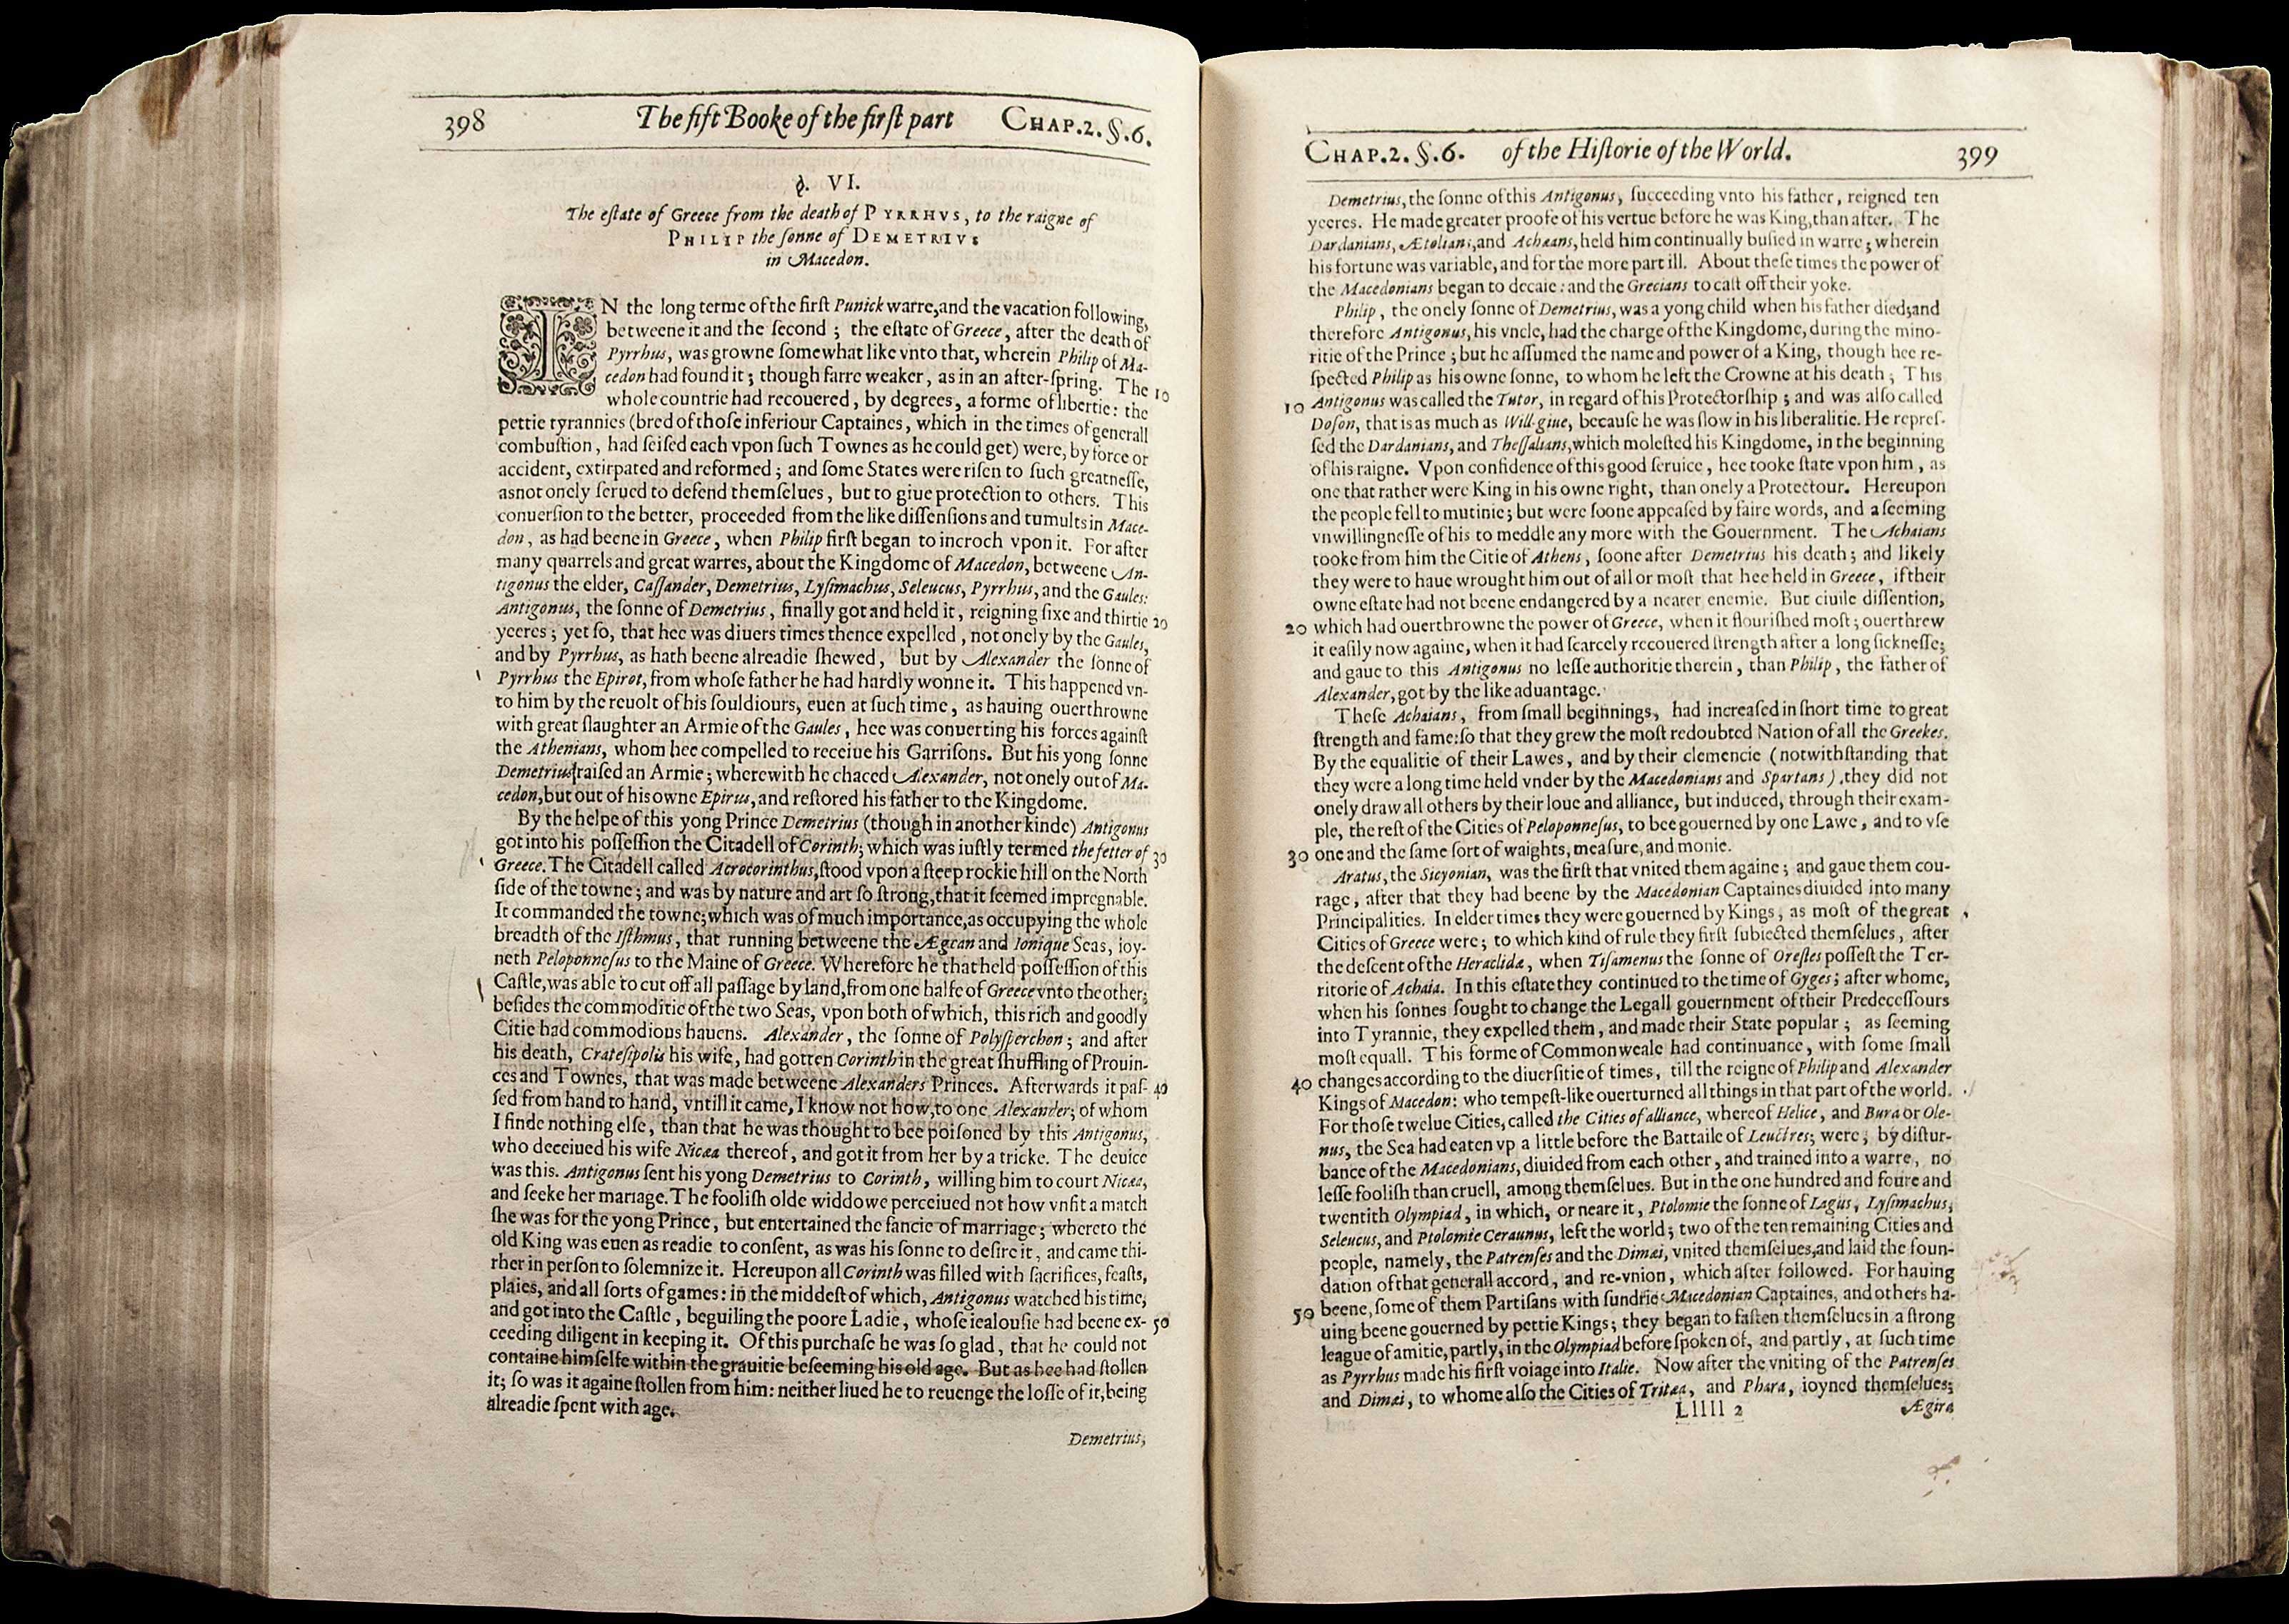 398 The fift Booke of the firſt part CHAP.2.§.6.
§. VI.
The eſtate of Greece from the death of PYRRHVS, to the raigne of
PHILIP the ſonne of DEMETRIVS
in Macedon.
IN the long terme of the firſt Punick warre, and the vacation following,
betweene it and the ſecond; the eſtate of Greece, after the death of
Pyrrhus, was growne ſomewhat like vnto that, wherein Philip of Ma-
cedon had found it; though farre weaker, as in an after-ſpring. The 10
whole countrie had recouered, by degrees, a forme of libertie: the
pettie tyrannies (bred of thoſe inferiour Captaines, which in the times of generall
combuſtion, had ſeiſed each vpon ſuch Townes as he could get) were, by force or
accident, extirpated and reformed; and ſome States were riſen to ſuch greatneſſe,
as not onely ſerued to defend themſelues, but to giue protection to others. This
conuerſion to the better, proceeded from the like diſſenſions and tumults in Mace-
don, as had beene in Greece, when Philip firſt began to incroch vpon it. For after
many quarrels and great warres, about the Kingdome of Macedon, betweene An-
tigonus the elder, Caſſander, Demetrius, Lyſimachus, Seleucus, Pyrrhus, and the Gaules:
Antigonus, the ſonne of Demetrius, finally got and held it, reigning ſixe and thirtie 20
yeeres; yet ſo, that hee was diuers times thence expelled, not onely by the Gaules,
and by Pyrrhus, as hath beene alreadie ſhewed, but by Alexander the ſonne of
Pyrrhus the Epirot, from whoſe father he had hardly wonne it. This happened vn-
to him by the reuolt of his ſouldiours, euen at ſuch time, as hauing ouerthrowne
with great ſlaughter an Armie of the Gaules, hee was conuerting his forces againſt
the Athenians, whom hee compelled to receiue his Garriſons. But his yong ſonne
Demetrius raiſed an Armie; wherewith he chaced Alexander, not onely out of Ma-
cedon, but out of his owne Epirus, and reſtored his father to the Kingdome.
By the helpe of this yong Prince Demetrius (though in another kinde) Antigonus
got into his poſſeſſion the Citadell of Corinth; which was iuſtly termed the fetter of 30
Greece. The Citadell called Acrocorinthus, ſtood vpon a ſteep rockie hill on the North
ſide of the towne; and was by nature and art ſo ſtrong, that it ſeemed impregnable.
It commanded the towne; which was of much importance, as occupying the whole
breadth of the Iſthmus, that running betweene the Ægean and Ionique Seas, ioy-
neth Peloponneſus to the Maine of Greece. Wherefore he that held poſſeſſion of this
Caſtle, was able to cut off all paſſage by land, from one halfe of Greece vnto the other;
beſides the commoditie of the two Seas, vpon both of which, this rich and goodly
Citie had commodious hauens. Alexander, the ſonne of Polyſperchon; and after
his death, Crateſipolis his wife, had gotten Corinth in the great ſhuffling of Prouin-
ces and Townes, that was made betweene Alexanders Princes. Afterwards it paſ- 40
ſed from hand to hand, vntill it came, I know not how, to one Alexander; of whom
I finde nothing elſe, than that he was thought to bee poiſoned by this Antigonus,
who deceiued his wife Nicæa thereof, and got it from her by a tricke. The deuice
was this. Antigonus ſent his yong Demetrius to Corinth, willing him to court Nicæa,
and ſeeke her mariage. The fooliſh olde widdowe perceiued not how vnfit a match
ſhe was for the yong Prince, but entertained the fancie of marriage; whereto the
old King was euen as readie to conſent, as was his ſonne to deſire it, and came thi-
ther in perſon to ſolemnize it. Hereupon all Corinth was filled with ſacrifices, feaſts,
plaies, and all ſorts of games: in the middeſt of which, Antigonus watched his time,
and got into the Caſtle, beguiling the poore Ladie, whoſe iealouſie had beene ex- 50
ceeding diligent in keeping it. Of this purchaſe he was ſo glad, that he could not
containe himſelfe within the grauitie beſeeming his old age. But as hee had ſtollen
it; ſo was it againe ſtollen from him: neither liued he to reuenge the loſſe of it, being
alreadie ſpent with age.
Demetrius,
CHAP.2.§.6. of the Hiſtorie of the World. 399
Demetrius, the ſonne of this Antigonus, ſucceeding vnto his father, reigned ten
yeeres. He made greater proofe of his vertue before he was King, than after. The
Dardanians, Ætolians, and Achæans, held him continually buſied in warre; wherein
his fortune was variable, and for the more part ill. About theſe times the power of
the Macedonians began to decaie: and the Grecians to caſt off their yoke.
Philip, the onely ſonne of Demetrius, was a yong child when his father died; and
therefore Antigonus, his vncle, had the charge of the Kingdome, during the mino-
ritie of the Prince; but he aſſumed the name and power of a King, though hee re-
ſpected Philip as his owne ſonne, to whom he left the Crowne at his death; This
10 Antigonus was called the Tutor, in regard of his Protectorſhip; and was alſo called
Doſon, that is as much as Will-giue, becauſe he was ſlow in his liberalitie. He repreſ-
ſed the Dardanians, and Theſſalians, which moleſted his Kingdome, in the beginning
of his raigne. Vpon confidence of this good ſeruice, hee tooke ſtate vpon him, as
one that rather were King in his owne right, than onely a Protectour. Hereupon
the people fell to mutinie; but were ſoone appeaſed by faire words, and a ſeeming
vnwillingneſſe of his to meddle any more with the Government. The Achaians
tooke from him the Citie of Athens, ſoone after Demetrius his death; and likely
they were to haue wrought him out of all or moſt that hee held in Greece, if their
owne eſtate had not beene endangered by a nearer enemie. But ciuile diſſention,
20 which had ouerthrowne the power of Greece, when it flouriſhed moſt; ouerthrew
it eaſily now againe, when it had ſcarcely recouered ſtrength after a long ſickneſſe;
and gaue to this Antigonus no leſſe authoritie therein, than Philip, the father of
Alexander, got by the like aduantage.
Theſe Achaians, from ſmall beginnings, had increaſed in ſhort time to great
ſtrength and fame: ſo that they grew the moſt redoubted Nation of all the Greekes.
By the equalitie of their Lawes, and by their clemencie (notwithſtanding that
they were a long time held vnder by the Macedonians and Spartans) they did not
onely draw all others by their loue and alliance, but induced, through their exam-
ple, the reſt of the Cities of Peloponneſus, to bee gouerned by one Lawe, and to vſe
30 one and the ſame ſort of waights, meaſure, and monie.
Aratus, the Sicyonian, was the firſt that vnited them againe; and gaue them cou-
rage, after that they had beene by the Macedonian Captaines diuided into many
Principalities. In elder times they were gouerned by Kings, as moſt of the great
Cities of Greece were; to which kind of rule they firſt ſubiected themſelues, after
the deſcent of the Heraclidæ, when Tiſamenus the ſonne of Oreſtes poſſeſt the Ter-
ritorie of Achaia. In this eſtate they continued to the time of Gyges; after whome,
when his ſonnes ſought to change the Legall gouernment of their Predeceſſours
into Tyrannie, they expelled them, and made their State popular; as ſeeming
moſt equall. This forme of Commonweale had continuance, with ſome ſmall
40 changes according to the diuerſitie of times, till the reigne of Philip and Alexander
Kings of Macedon: who tempeſt-like ouerturned all things in that part of the world.
For thoſe twelue Cities, called the Cities of alliance, whereof Helice, and Bura or Ole-
nus, the Sea had eaten vp a little before the Battaile of Leuctres; were, by diſtur-
bance of the Macedonians, diuided from each other, and trained into a warre, no
leſſe fooliſh than cruell, among themſelues. But in the one hundred and foure and
twentith Olympiad, in which, or neare it, Ptolomie the ſonne of Lagus, Lyſimachus,
Seleucus, and Ptolomie Ceraunus, left the world; two of the ten remaining Cities and
people, namely, the Patrenſes and the Dimæi, vnited themſelues, and laid the foun-
dation of that generall accord, and re-vnion, which after followed. For hauing
50 beene, ſome of them Partiſans with ſundrie Macedonian Captaines, and others ha-
uing beene gouerned by pettie Kings; they began to faſten themſelues in a ſtrong
league of amitie, partly, in the Olympiad before ſpoken of, and partly, at ſuch time
as Pyrrhus made his firſt voiage into Italie. Now after the vniting of the Patrenſes
and Dimæi, to whome alſo the Cities of Tritæa, and Phara, ioyned themſelues;
Lllll 2 Ægira